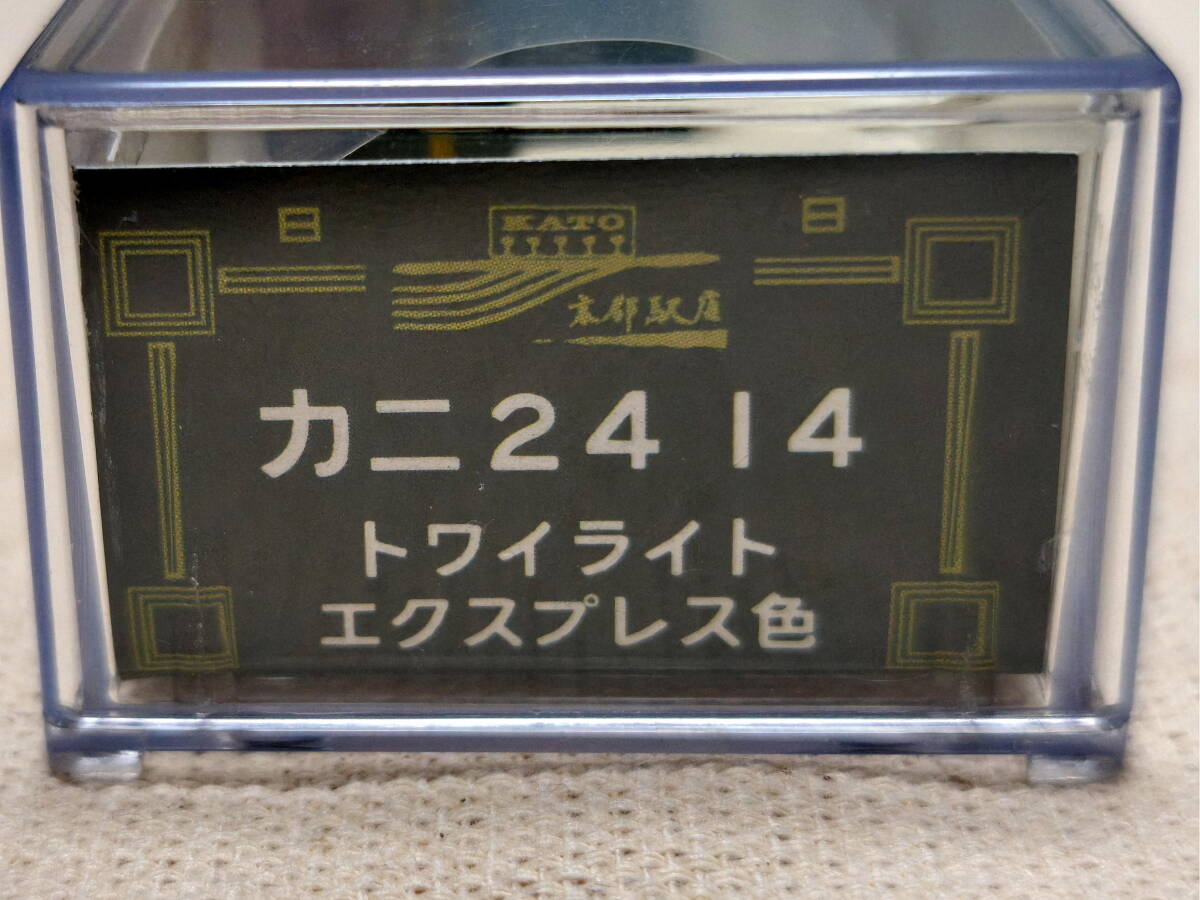 KATO
京都駅店
カニ24 14
トワイライト
エクスプレス色